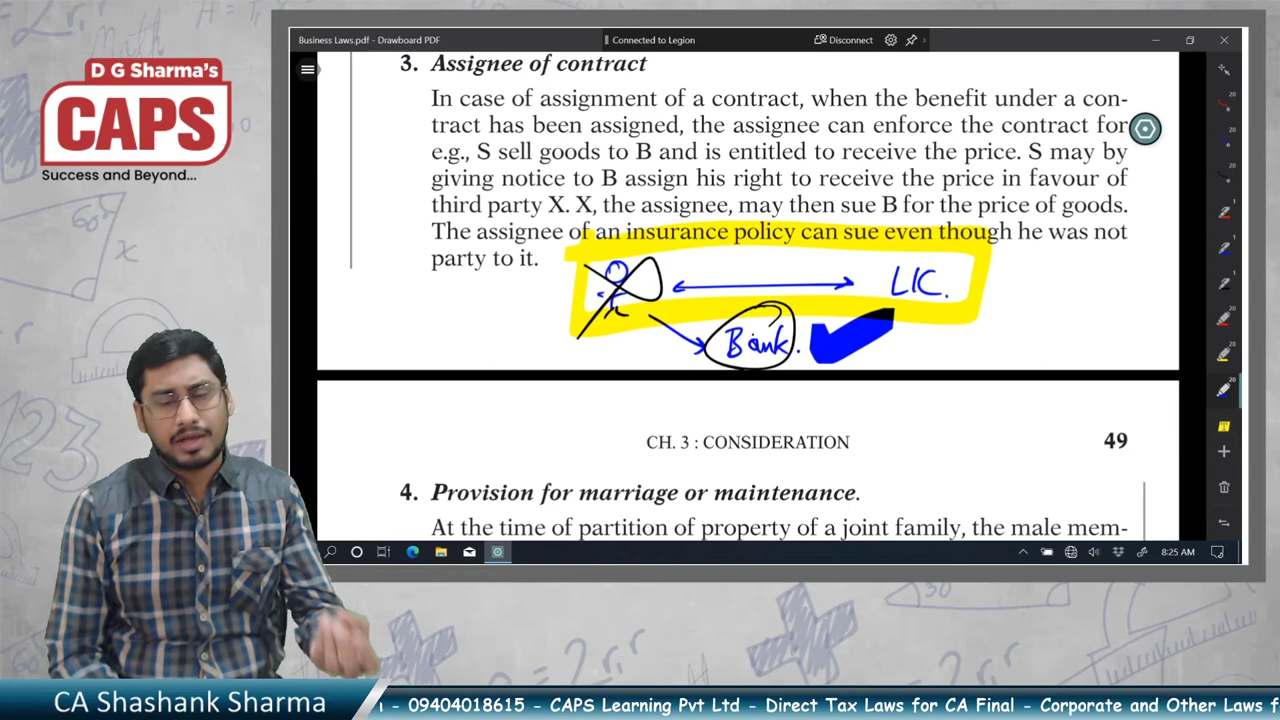 D G Sharma's
CAPS
Success and Beyond...
Business Laws.pdf - Drawboard PDF
Connected to Legion
Disconnect
3. Assignee of contract
In case of assignment of a contract, when the benefit under a con-
tract has been assigned, the assignee can enforce the contract for
e.g., S sell goods to B and is entitled to receive the price. S may by
giving notice to B assign his right to receive the price in favour of
third party X. X, the assignee, may then sue B for the price of goods.
The assignee of an insurance policy can sue even though he was not
party to it.
LIC.
Bank.
CH. 3 : CONSIDERATION 49
4. Provision for marriage or maintenance.
At the time of partition of property of a joint family, the male mem-
8:25 AM
CA Shashank Sharma
- 09404018615 - CAPS Learning Pvt Ltd - Direct Tax Laws for CA Final - Corporate and Other Laws f